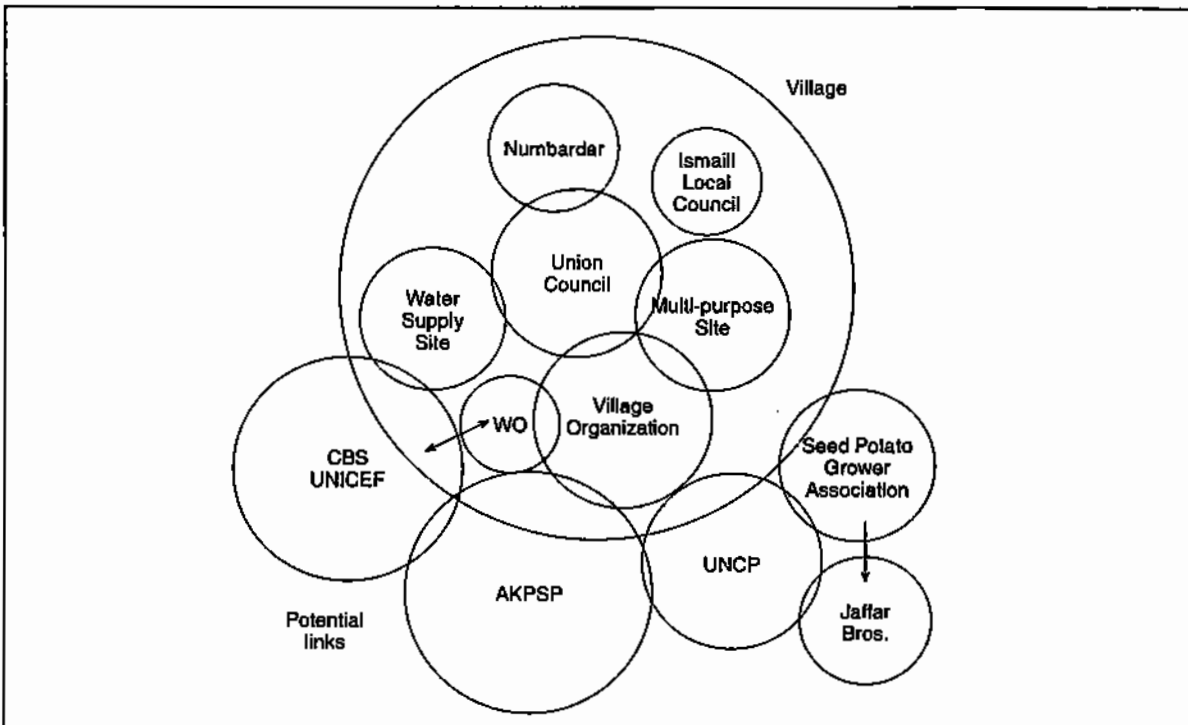 Village
Numbardar
Ismaili
Local
Council
Union
Council
Water
Supply
Site
Multi-purpose
Site
WO
Village
Organization
CBS
UNICEF
Seed Potato
Grower
Association
UNCP
AKPSP
Jaffar
Bros.
Potential
links